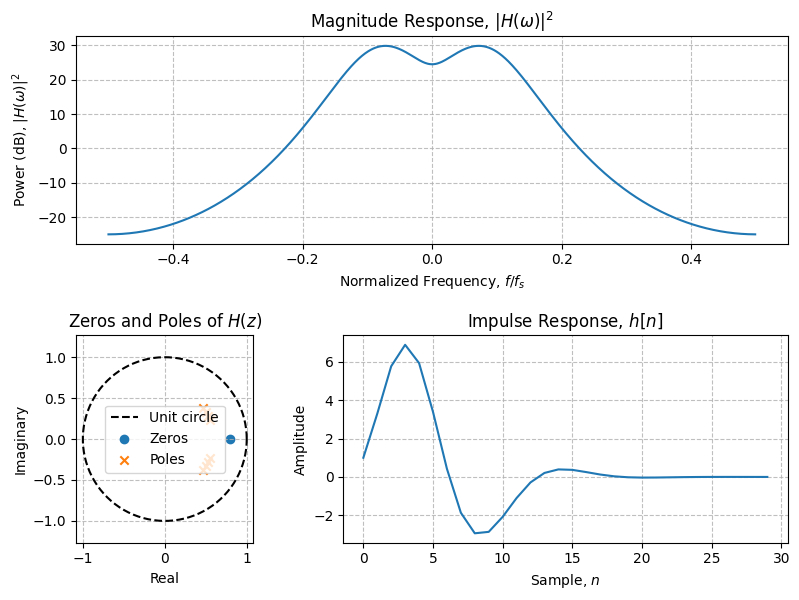 Magnitude Response, |H(ω)|²
Power (dB), |H(ω)|²
30
20
10
0
−10
−20
−0.4
−0.2
0.0
0.2
0.4
Normalized Frequency, f/fₛ
Zeros and Poles of H(z)
Imaginary
1.0
0.5
0.0
−0.5
−1.0
Unit circle
Zeros
Poles
−1
0
1
Real
Impulse Response, h[n]
Amplitude
6
4
2
0
−2
0
5
10
15
20
25
30
Sample, n